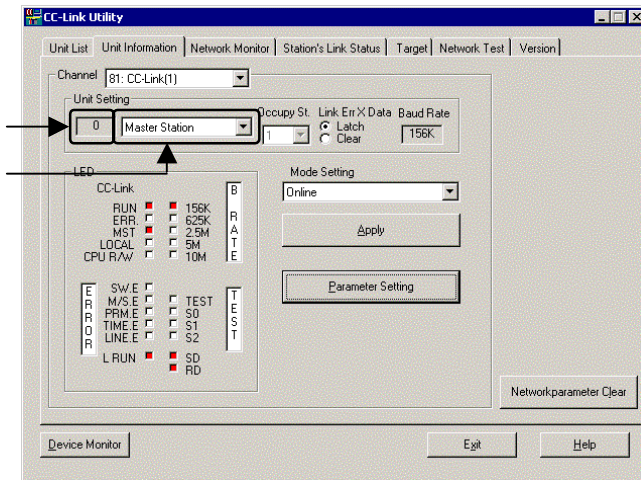 CC-Link Utility
Unit List Unit Information Network Monitor Station's Link Status Target Network Test Version
Channel 81: CC-Link(1)
Unit Setting
Occupy St. Link Err X Data Baud Rate
0 Master Station 1 Latch 156K
Clear
LED
CC-Link
RUN 156K
ERR. 625K
MST 2.5M
LOCAL 5M
CPU R/W 10M
B RATE
SW.E
M/S.E TEST
PRM.E S0
TIME.E S1
LINE.E S2
ERROR
TEST
L RUN SD
RD
Mode Setting
Online
Apply
Parameter Setting
Networkparameter Clear
Device Monitor Exit Help